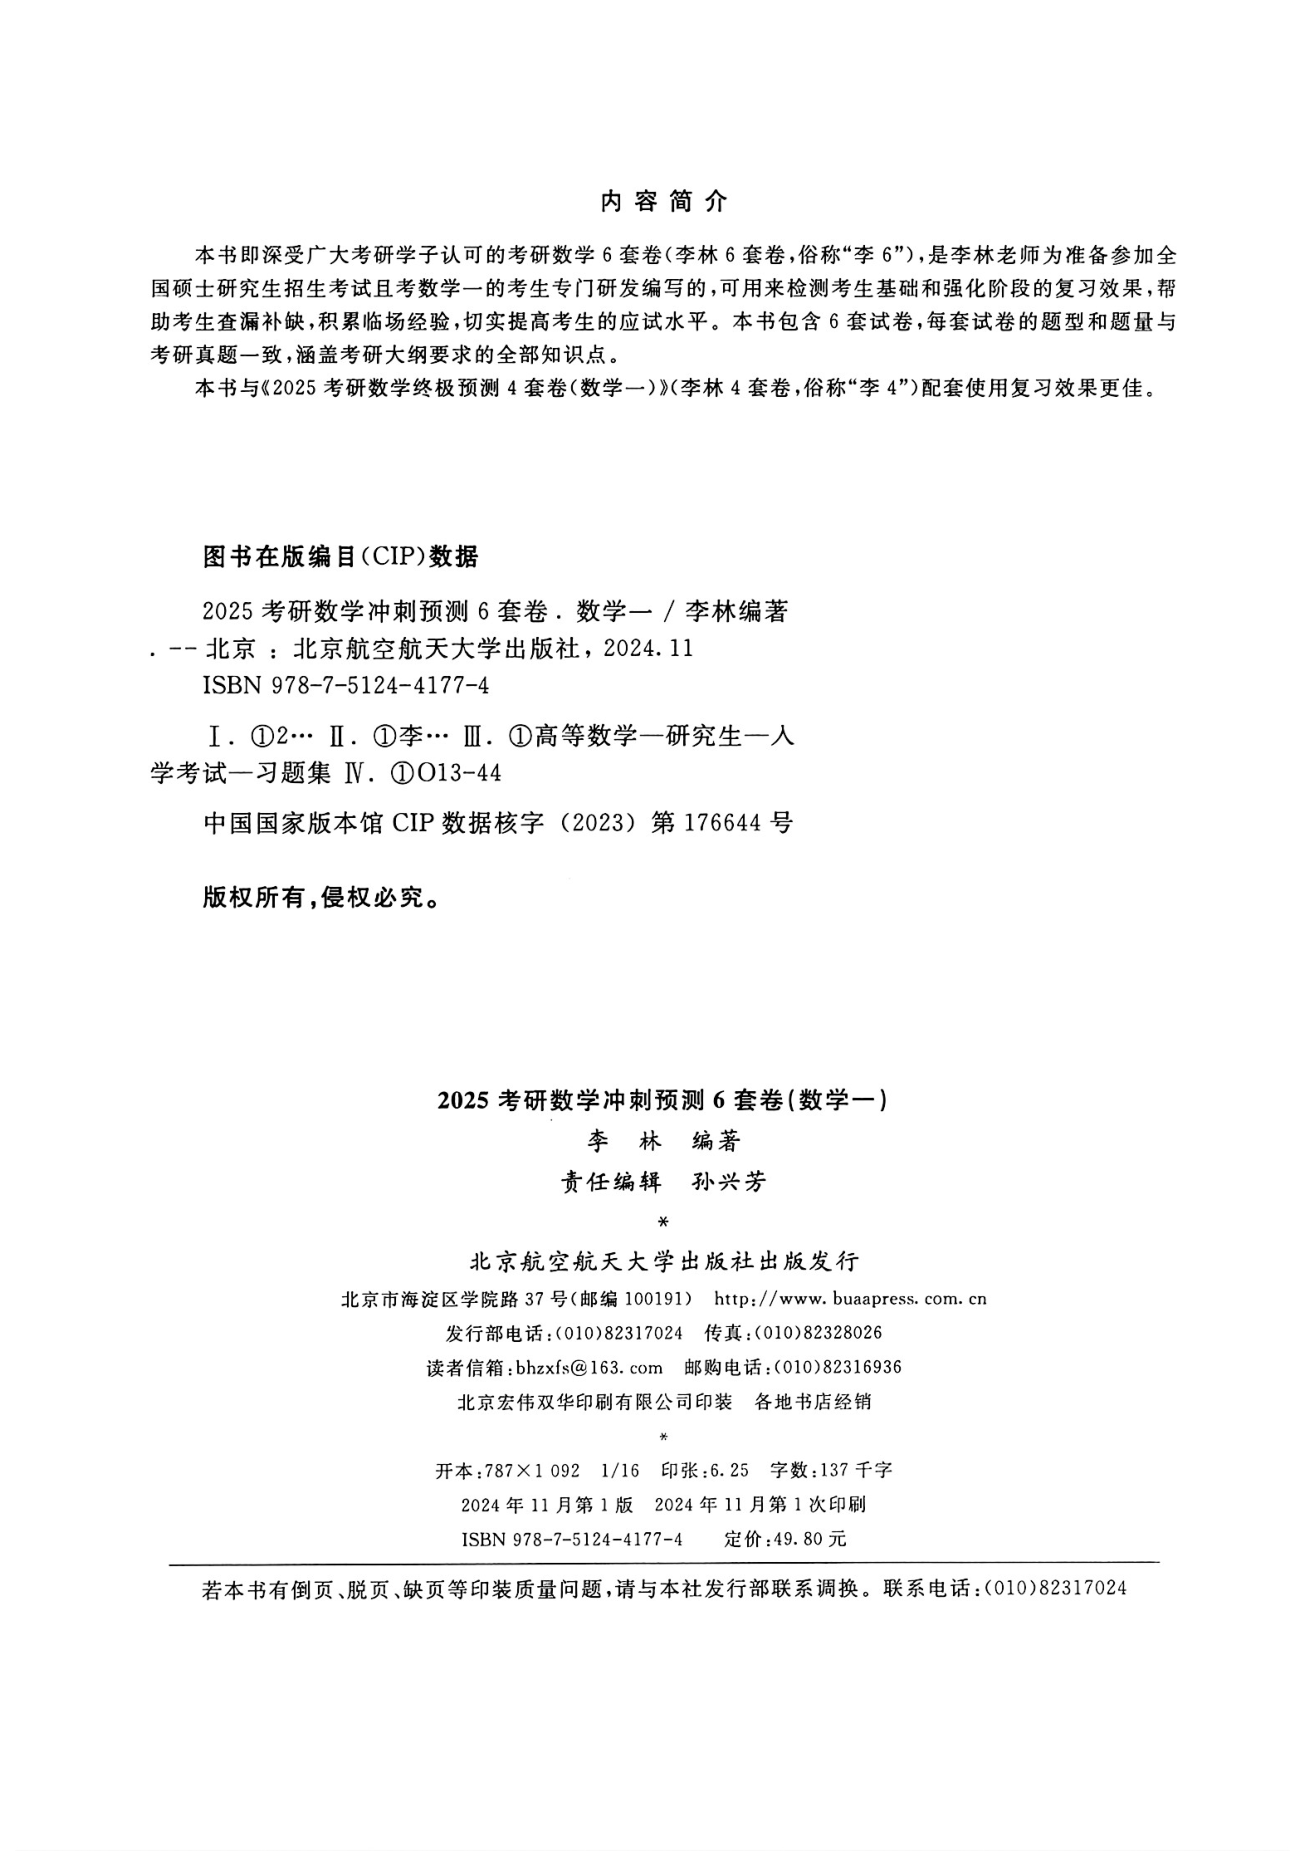 内容简介
本书即深受广大考研学子认可的考研数学6套卷(李林6套卷,俗称“李6”),是李林老师为准备参加全
国硕士研究生招生考试且考数学一的考生专门研发编写的,可用来检测考生基础和强化阶段的复习效果,帮
助考生查漏补缺,积累临场经验,切实提高考生的应试水平。本书包含6套试卷,每套试卷的题型和题量与
考研真题一致,涵盖考研大纲要求的全部知识点。
本书与《2025考研数学终极预测4套卷(数学一)》(李林4套卷,俗称“李4”)配套使用复习效果更佳。
图书在版编目(CIP)数据
2025考研数学冲刺预测6套卷. 数学一 / 李林编著
. -- 北京 : 北京航空航天大学出版社, 2024.11
ISBN 978-7-5124-4177-4
Ⅰ. ①2… Ⅱ. ①李… Ⅲ. ①高等数学—研究生—入
学考试—习题集 Ⅳ. ①O13-44
中国国家版本馆CIP数据核字（2023）第176644号
版权所有,侵权必究。
2025考研数学冲刺预测6套卷(数学一)
李 林 编著
责任编辑 孙兴芳
*
北京航空航天大学出版社出版发行
北京市海淀区学院路37号(邮编100191) http://www.buaapress.com.cn
发行部电话:(010)82317024 传真:(010)82328026
读者信箱:bhzxfs@163.com 邮购电话:(010)82316936
北京宏伟双华印刷有限公司印装 各地书店经销
*
开本:787×1 092 1/16 印张:6.25 字数:137千字
2024年11月第1版 2024年11月第1次印刷
ISBN 978-7-5124-4177-4 定价:49.80元
若本书有倒页、脱页、缺页等印装质量问题,请与本社发行部联系调换。联系电话:(010)82317024